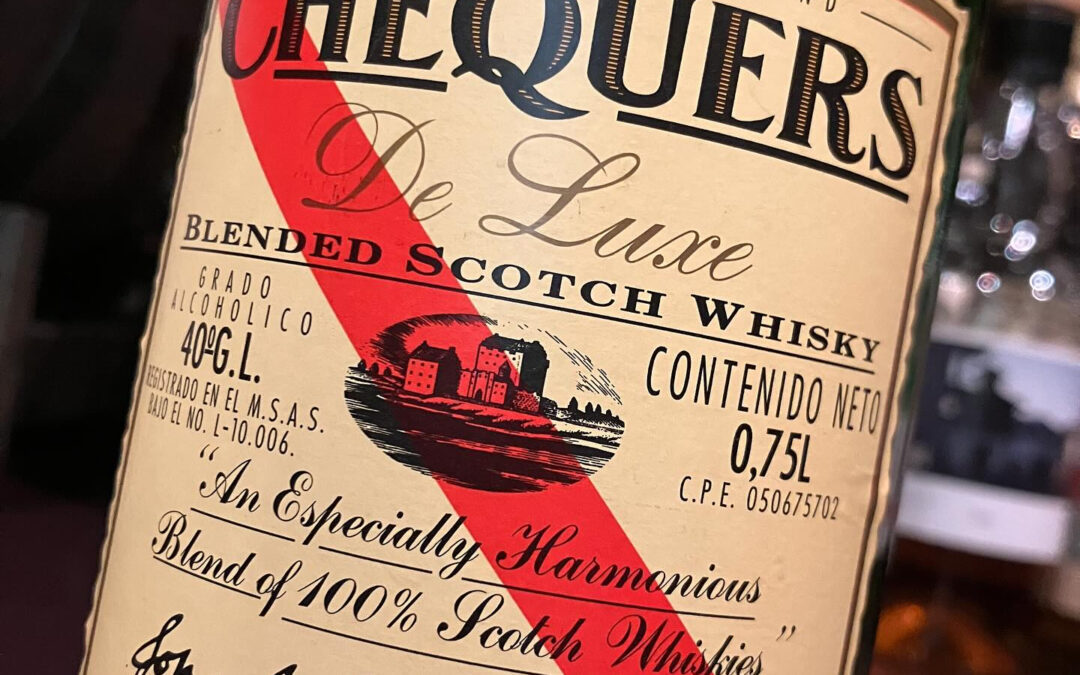 CHEQUERS
De Luxe
BLENDED SCOTCH WHISKY
GRADO
ALCOHOLICO
40ºG.L.
REGISTRADO EN EL M.S.A.S.
BAJO EL NO. L-10.006.
CONTENIDO NETO
0,75L
C.P.E. 050675702
"An Especially Harmonious
Blend of 100% Scotch Whiskies"